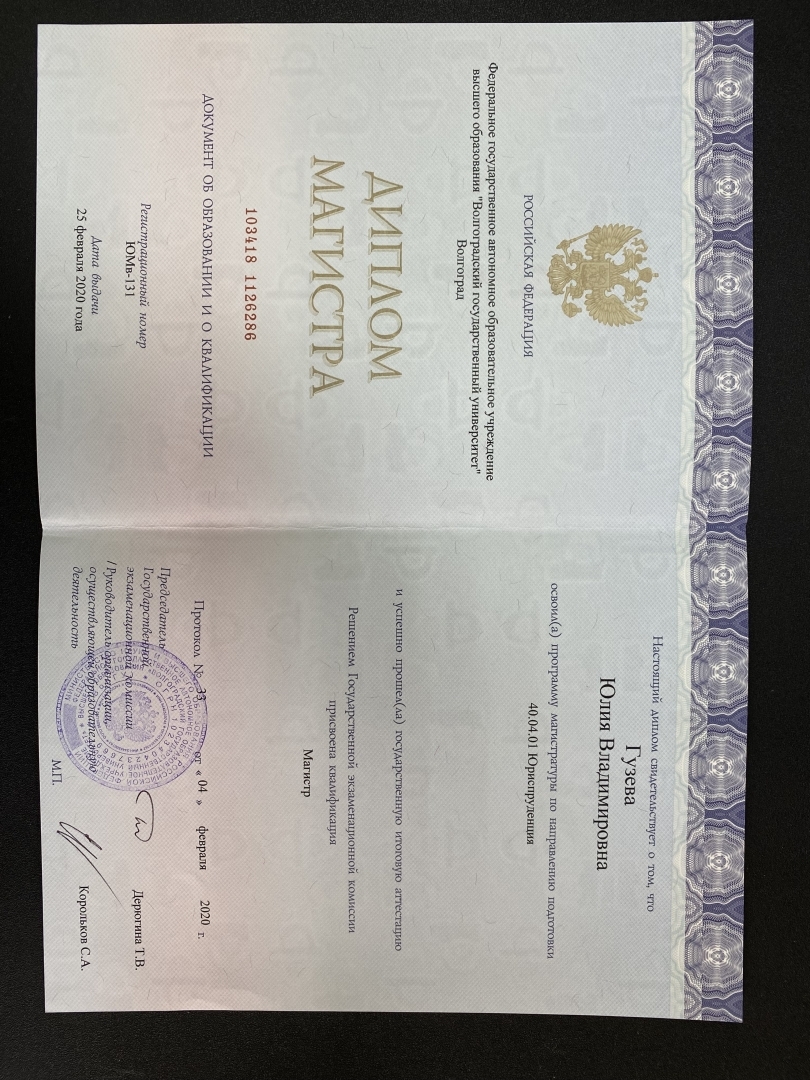 РОССИЙСКАЯ ФЕДЕРАЦИЯ
Федеральное государственное автономное образовательное учреждение
высшего образования "Волгоградский государственный университет"
Волгоград
ДИПЛОМ
МАГИСТРА
103418 1126286
ДОКУМЕНТ ОБ ОБРАЗОВАНИИ И О КВАЛИФИКАЦИИ
Регистрационный номер
ЮМв-131
Дата выдачи
25 февраля 2020 года
Настоящий диплом свидетельствует о том, что
Гузева
Юлия Владимировна
освоил(а) программу магистратуры по направлению подготовки
40.04.01 Юриспруденция
и успешно прошел(ла) государственную итоговую аттестацию
Решением Государственной экзаменационной комиссии
присвоена квалификация
Магистр
Протокол № 33 от « 04 » февраля 2020 г.
Председатель
Государственной
экзаменационной комиссии Дерюгина Т.В.
/ Руководитель организации,
осуществляющей образовательную
деятельность Корольков С.А.
М.П.